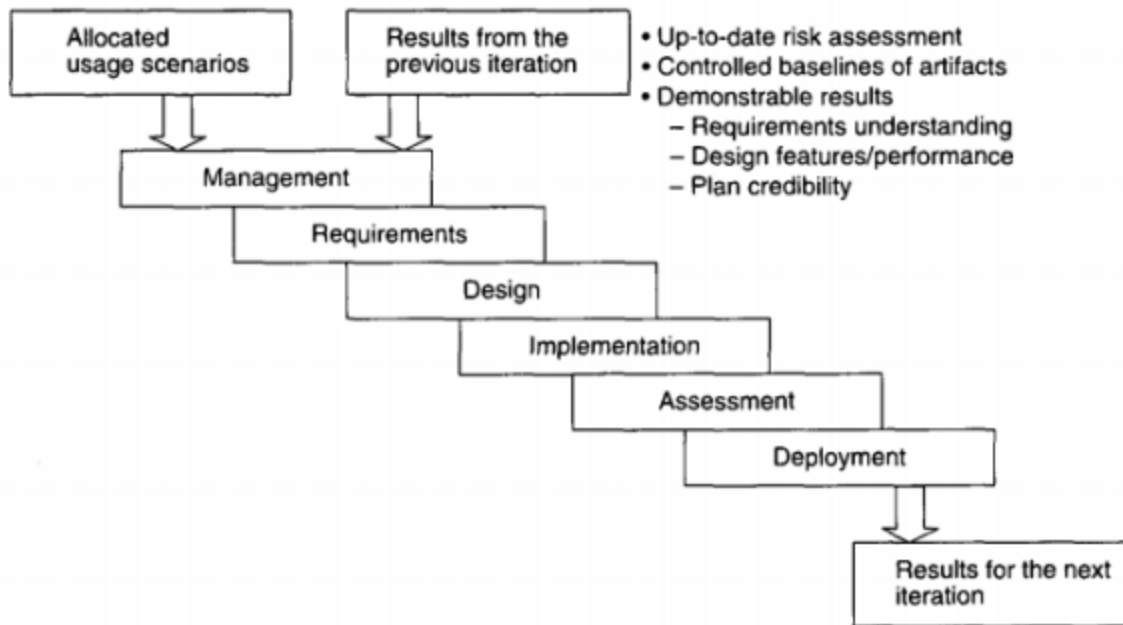 Allocated
usage scenarios
Results from the
previous iteration
• Up-to-date risk assessment
• Controlled baselines of artifacts
• Demonstrable results
– Requirements understanding
– Design features/performance
– Plan credibility
Management
Requirements
Design
Implementation
Assessment
Deployment
Results for the next
iteration